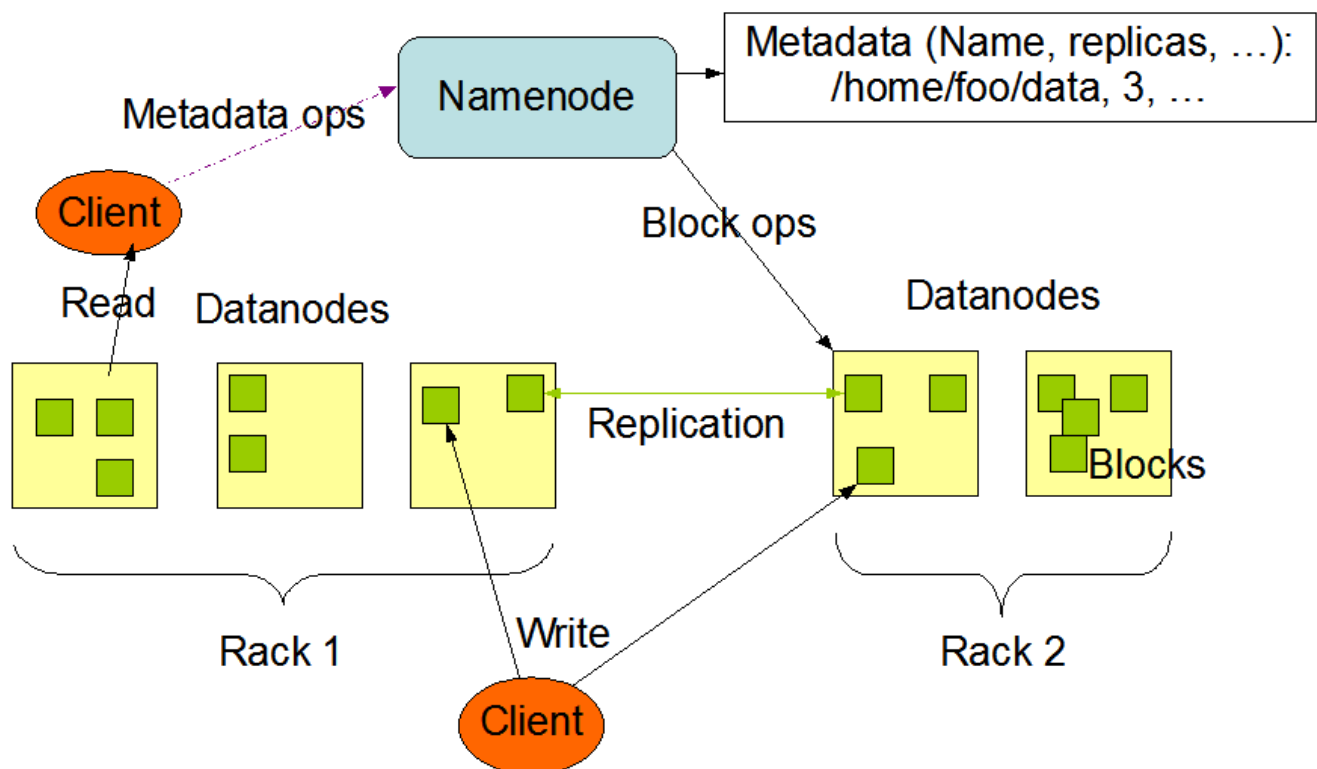 Metadata (Name, replicas, …):
/home/foo/data, 3, …
Namenode
Metadata ops
Client
Block ops
Read
Datanodes
Datanodes
Replication
Blocks
Rack 1
Write
Rack 2
Client